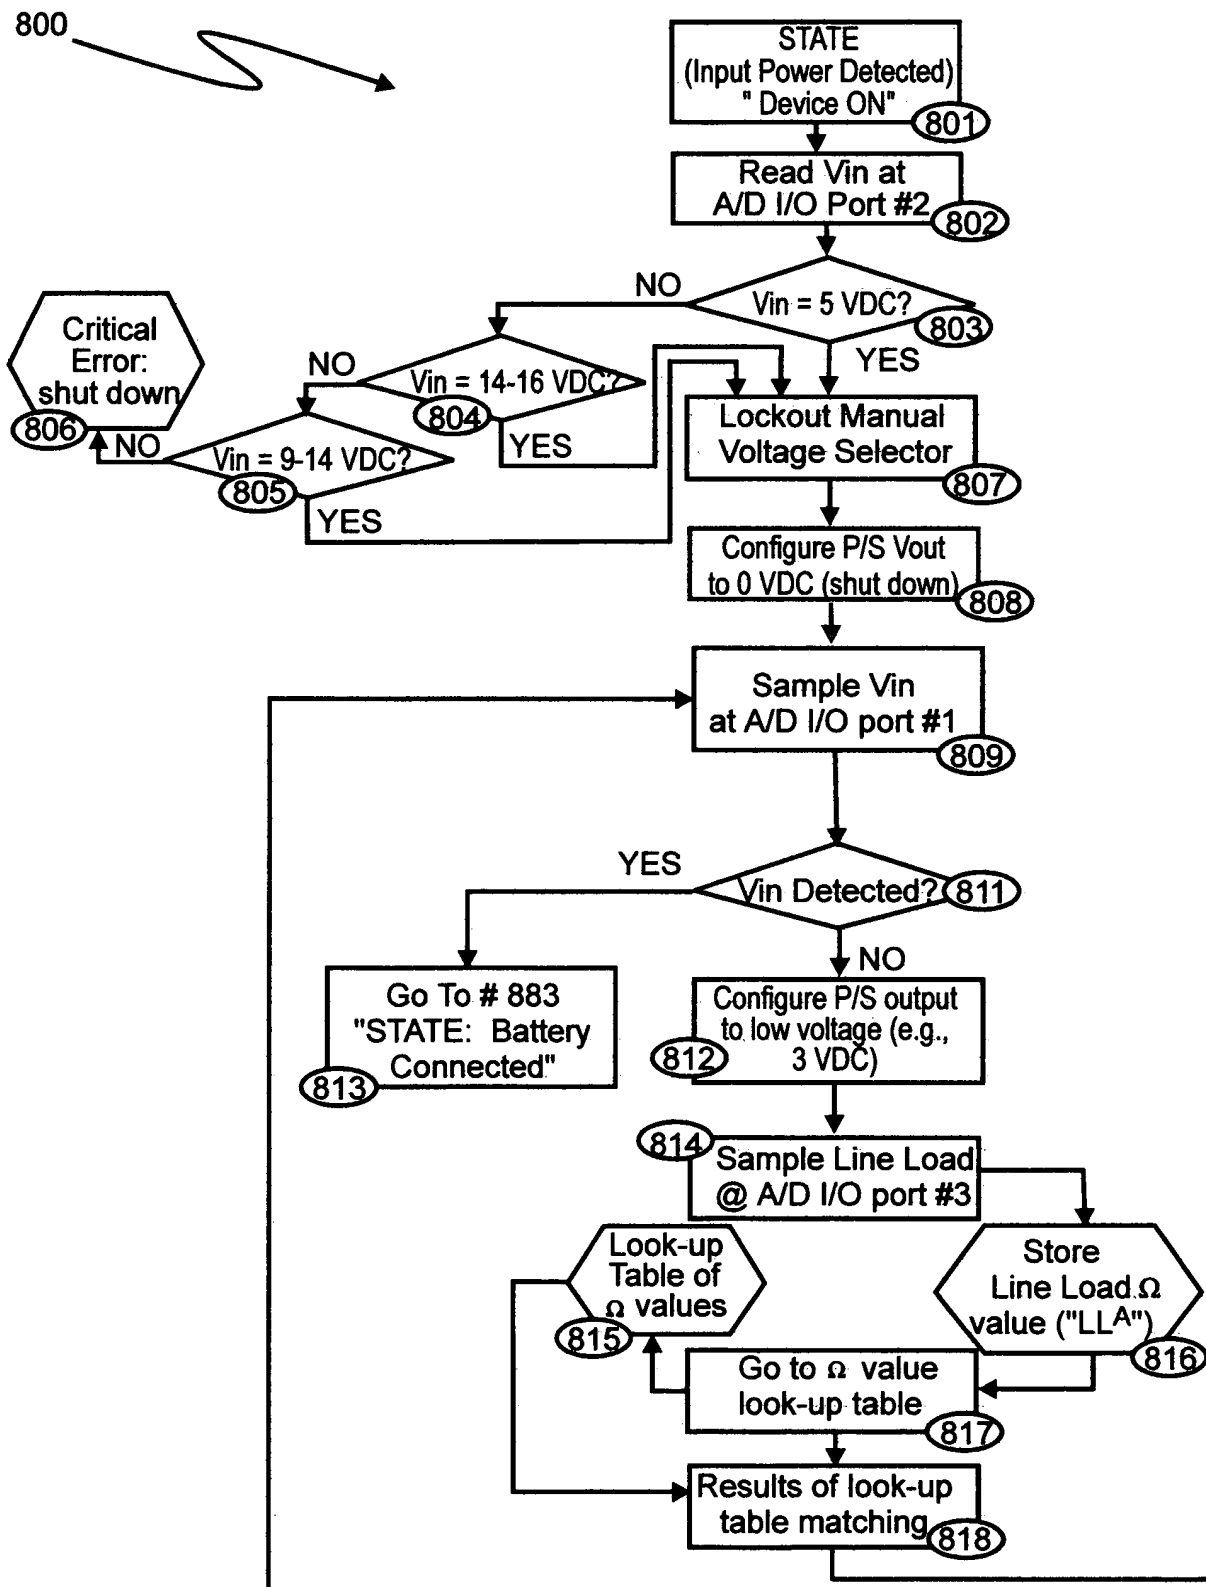 800
STATE
(Input Power Detected)
" Device ON"
801
Read Vin at
A/D I/O Port #2
802
NO
Vin = 5 VDC?
803
YES
Critical
Error:
shut down
806
NO
Vin = 14-16 VDC?
804
YES
NO
Vin = 9-14 VDC?
805
YES
Lockout Manual
Voltage Selector
807
Configure P/S Vout
to 0 VDC (shut down)
808
Sample Vin
at A/D I/O port #1
809
YES
Vin Detected?
811
NO
Go To # 883
"STATE: Battery
Connected"
813
Configure P/S output
to low voltage (e.g.,
3 VDC)
812
814
Sample Line Load
@ A/D I/O port #3
Look-up
Table of
Ω values
815
Store
Line Load Ω
value ("LLᴬ")
816
Go to Ω value
look-up table
817
Results of look-up
table matching
818